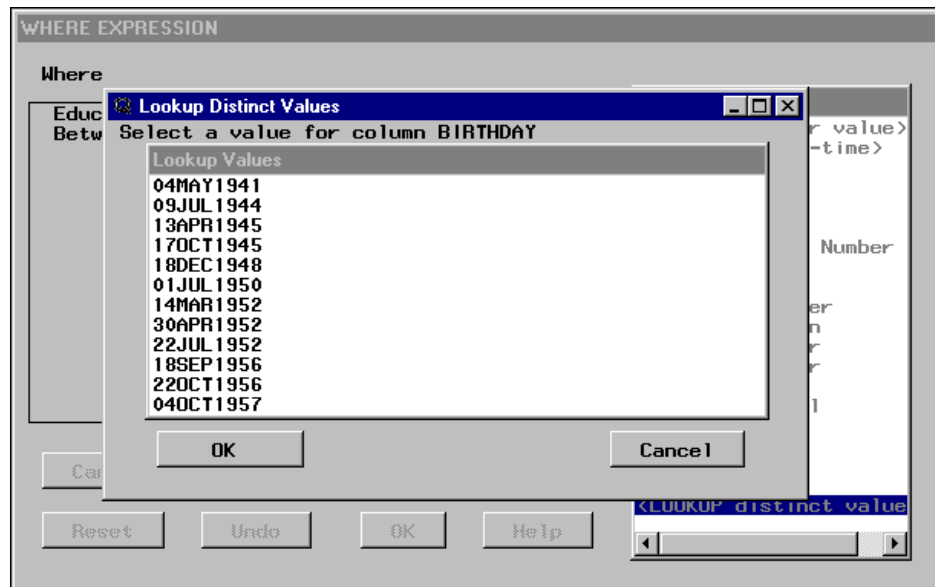 WHERE EXPRESSION
Where
Lookup Distinct Values
Select a value for column BIRTHDAY
Lookup Values
04MAY1941
09JUL1944
13APR1945
17OCT1945
18DEC1948
01JUL1950
14MAR1952
30APR1952
22JUL1952
18SEP1956
22OCT1956
04OCT1957
OK
Cancel
Educ
Betw
r value>
-time>
Number
er
n
r
r
l
<LOOKUP distinct value
Ca
Reset
Undo
OK
Help